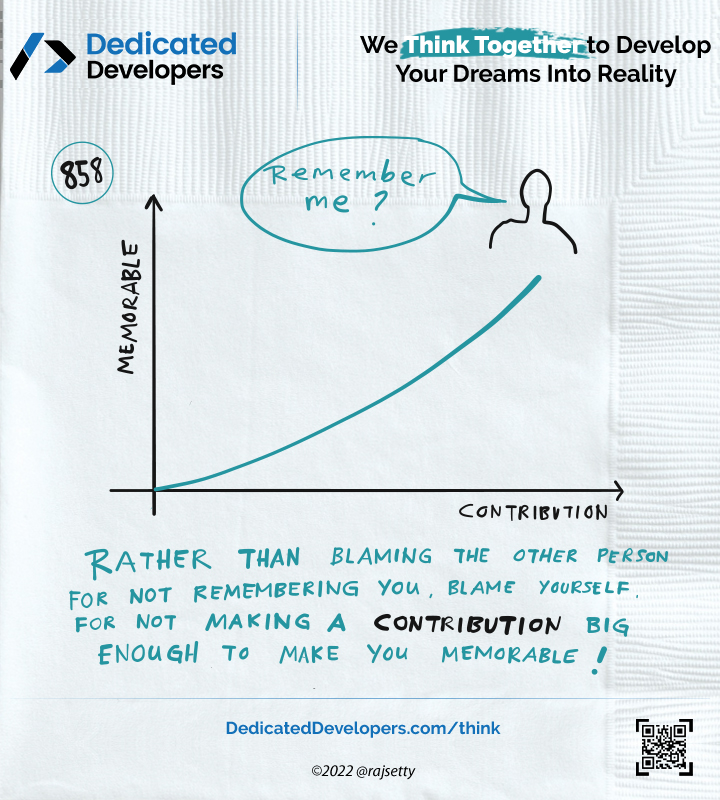 Dedicated
Developers
We Think Together to Develop
Your Dreams Into Reality
858
Remember
me ?
MEMORABLE
CONTRIBUTION
RATHER THAN BLAMING THE OTHER PERSON
FOR NOT REMEMBERING YOU, BLAME YOURSELF,
FOR NOT MAKING A CONTRIBUTION BIG
ENOUGH TO MAKE YOU MEMORABLE !
DedicatedDevelopers.com/think
©2022 @rajsetty